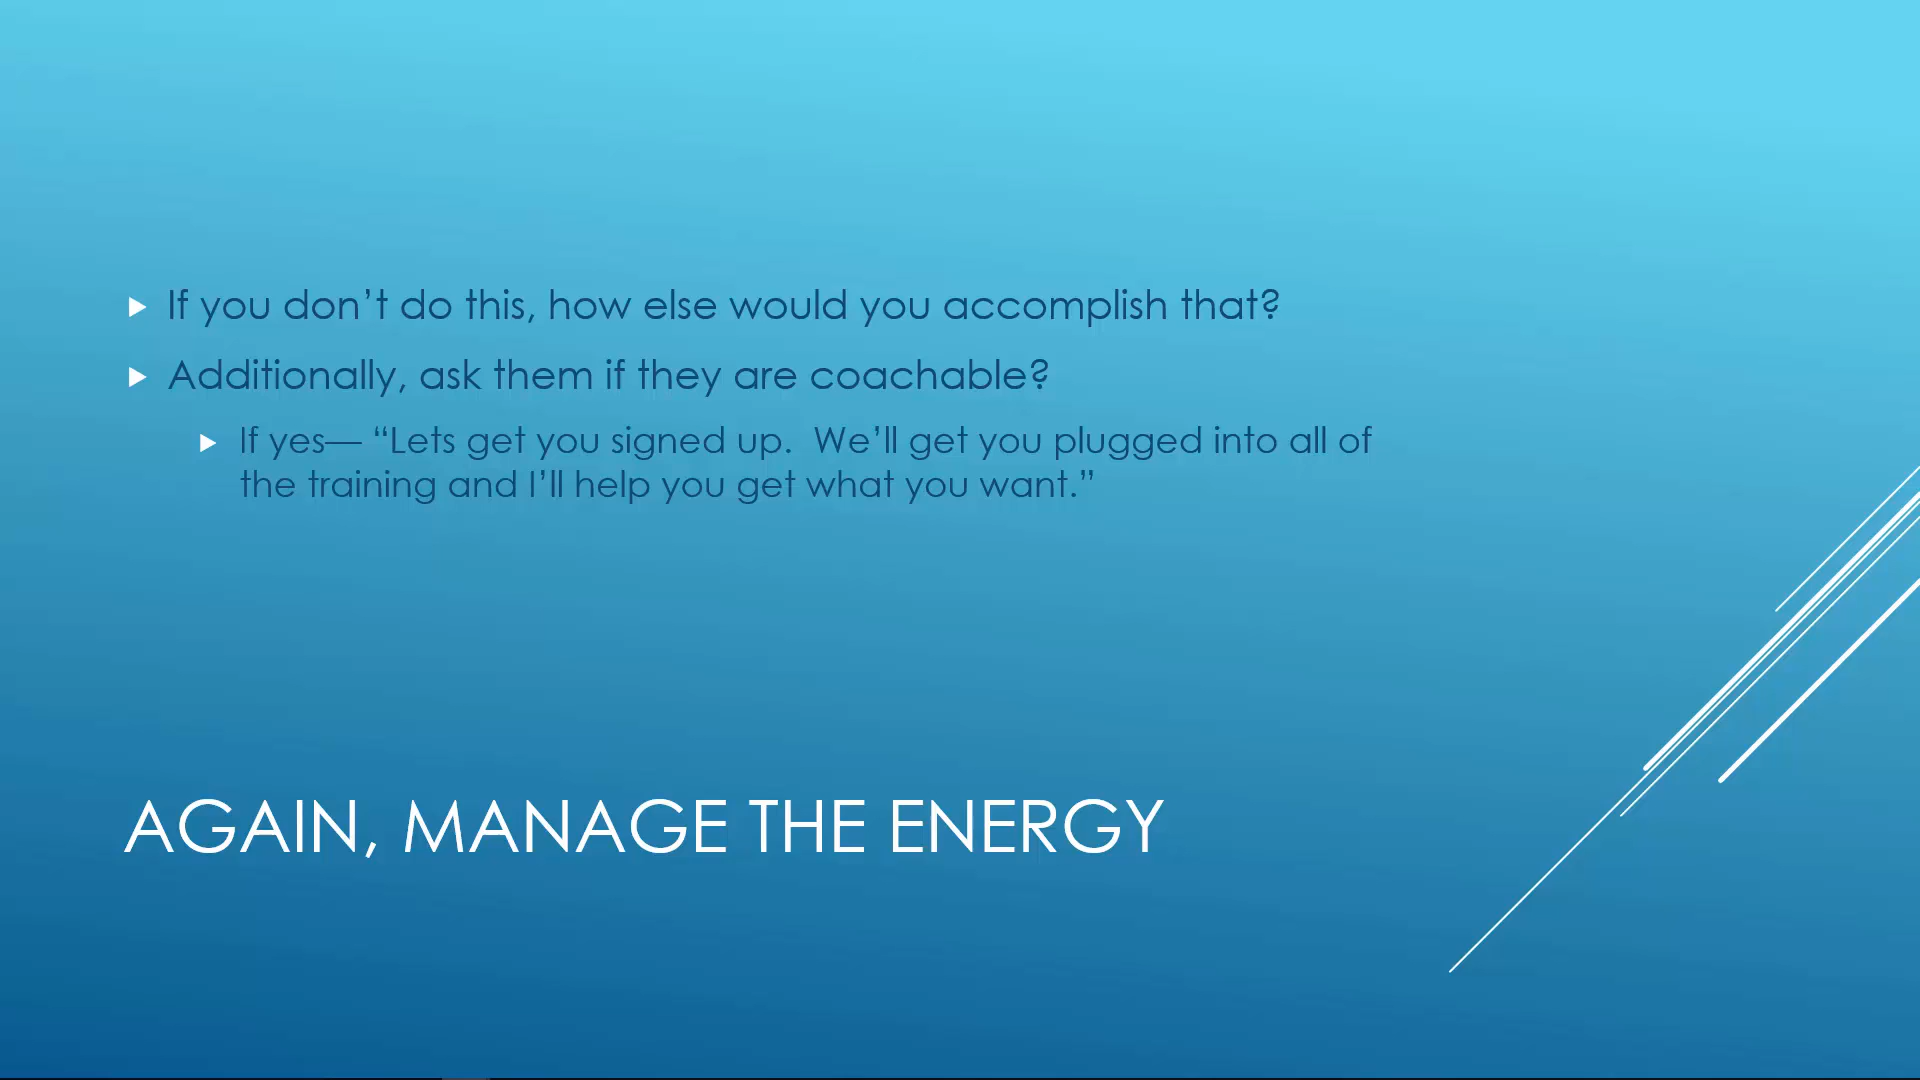 If you don’t do this, how else would you accomplish that?
Additionally, ask them if they are coachable?
If yes— “Lets get you signed up.  We’ll get you plugged into all of
the training and I’ll help you get what you want.”
AGAIN, MANAGE THE ENERGY